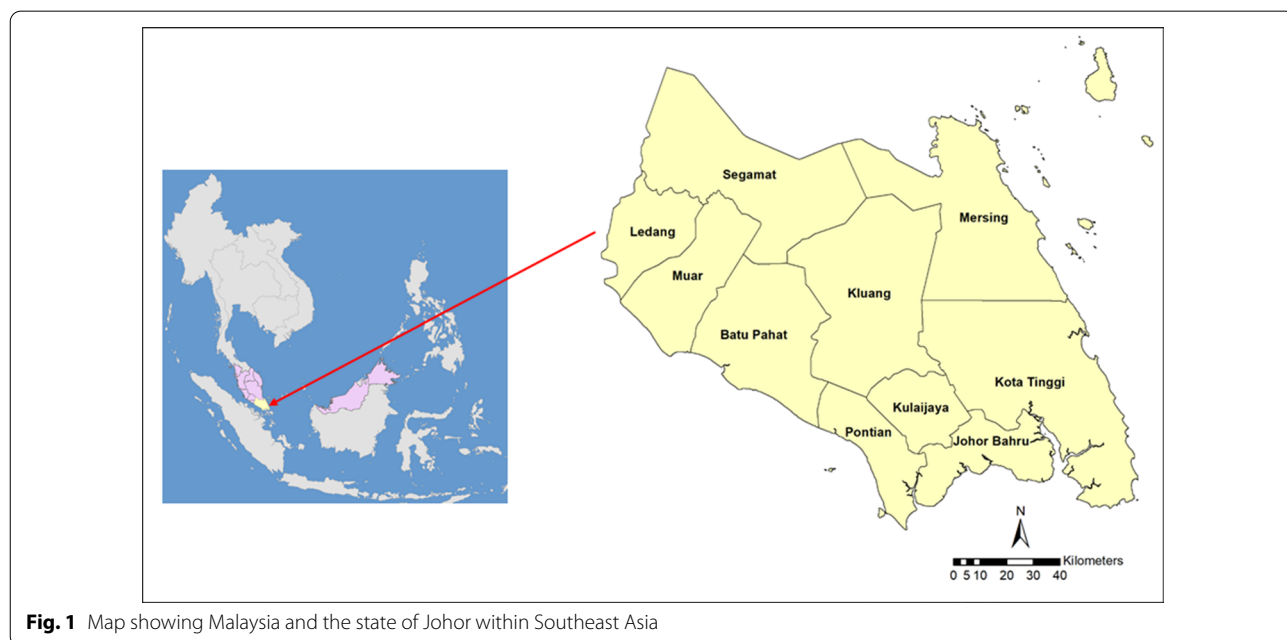 Segamat
Mersing
Ledang
Muar
Kluang
Batu Pahat
Kota Tinggi
Kulaijaya
Pontian
Johor Bahru
N
Kilometers
0 5 10 20 30 40
Fig. 1 Map showing Malaysia and the state of Johor within Southeast Asia